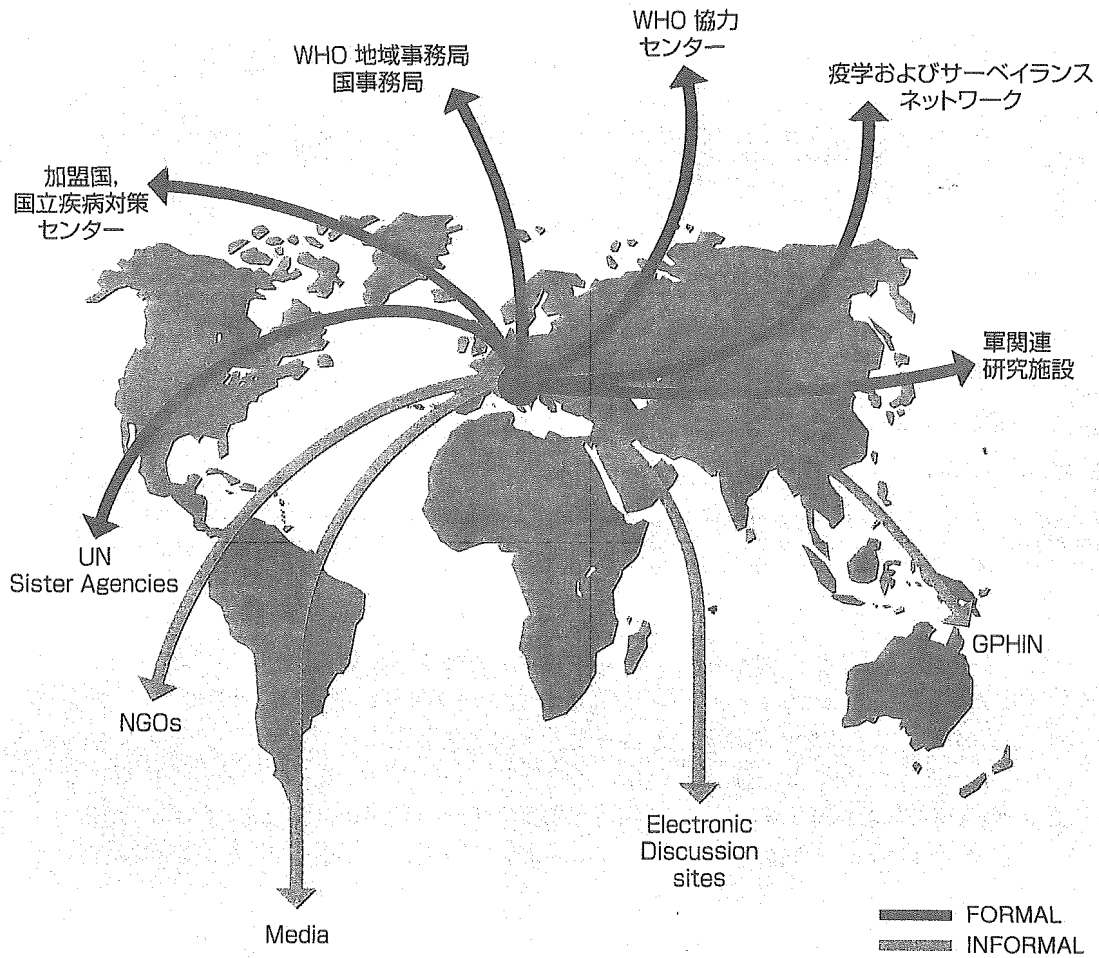 WHO 協力
センター
WHO 地域事務局
国事務局
疫学およびサーベイランス
ネットワーク
加盟国,
国立疾病対策
センター
軍関連
研究施設
UN
Sister Agencies
GPHIN
NGOs
Electronic
Discussion
sites
Media
FORMAL
INFORMAL